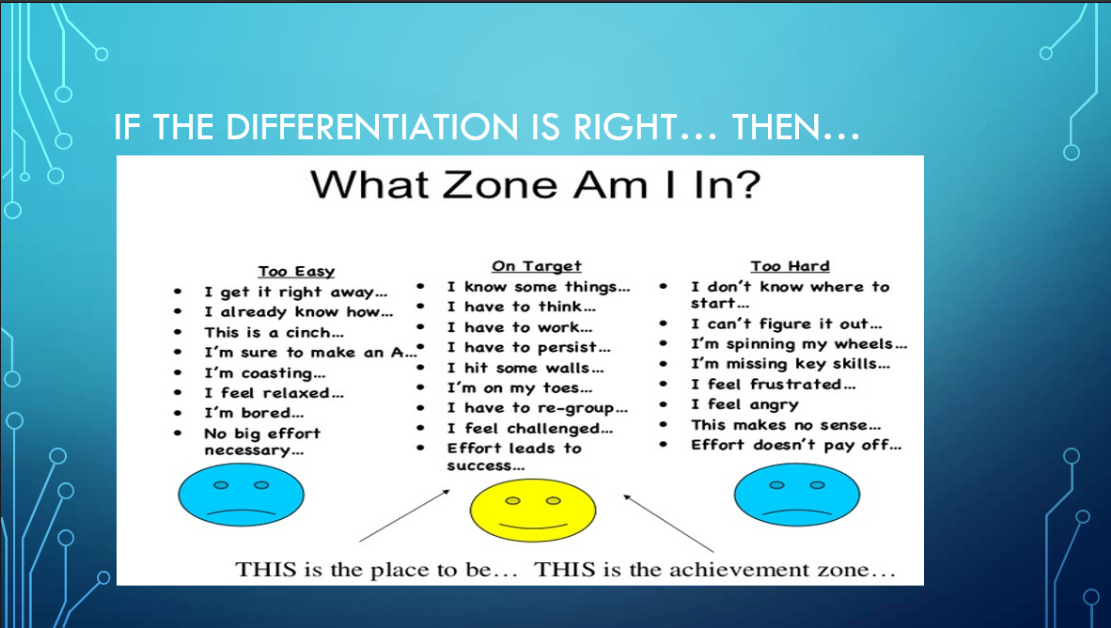 IF THE DIFFERENTIATION IS RIGHT... THEN...
What Zone Am I In?
Too Easy
I get it right away...
I already know how...
This is a cinch...
I'm sure to make an A...
I'm coasting...
I feel relaxed...
I'm bored...
No big effort
necessary...
On Target
I know some things...
I have to think...
I have to work...
I have to persist...
I hit some walls...
I'm on my toes...
I have to re-group...
I feel challenged...
Effort leads to
success...
Too Hard
I don't know where to
start...
I can't figure it out...
I'm spinning my wheels...
I'm missing key skills...
I feel frustrated...
I feel angry
This makes no sense...
Effort doesn't pay off...
THIS is the place to be... THIS is the achievement zone...